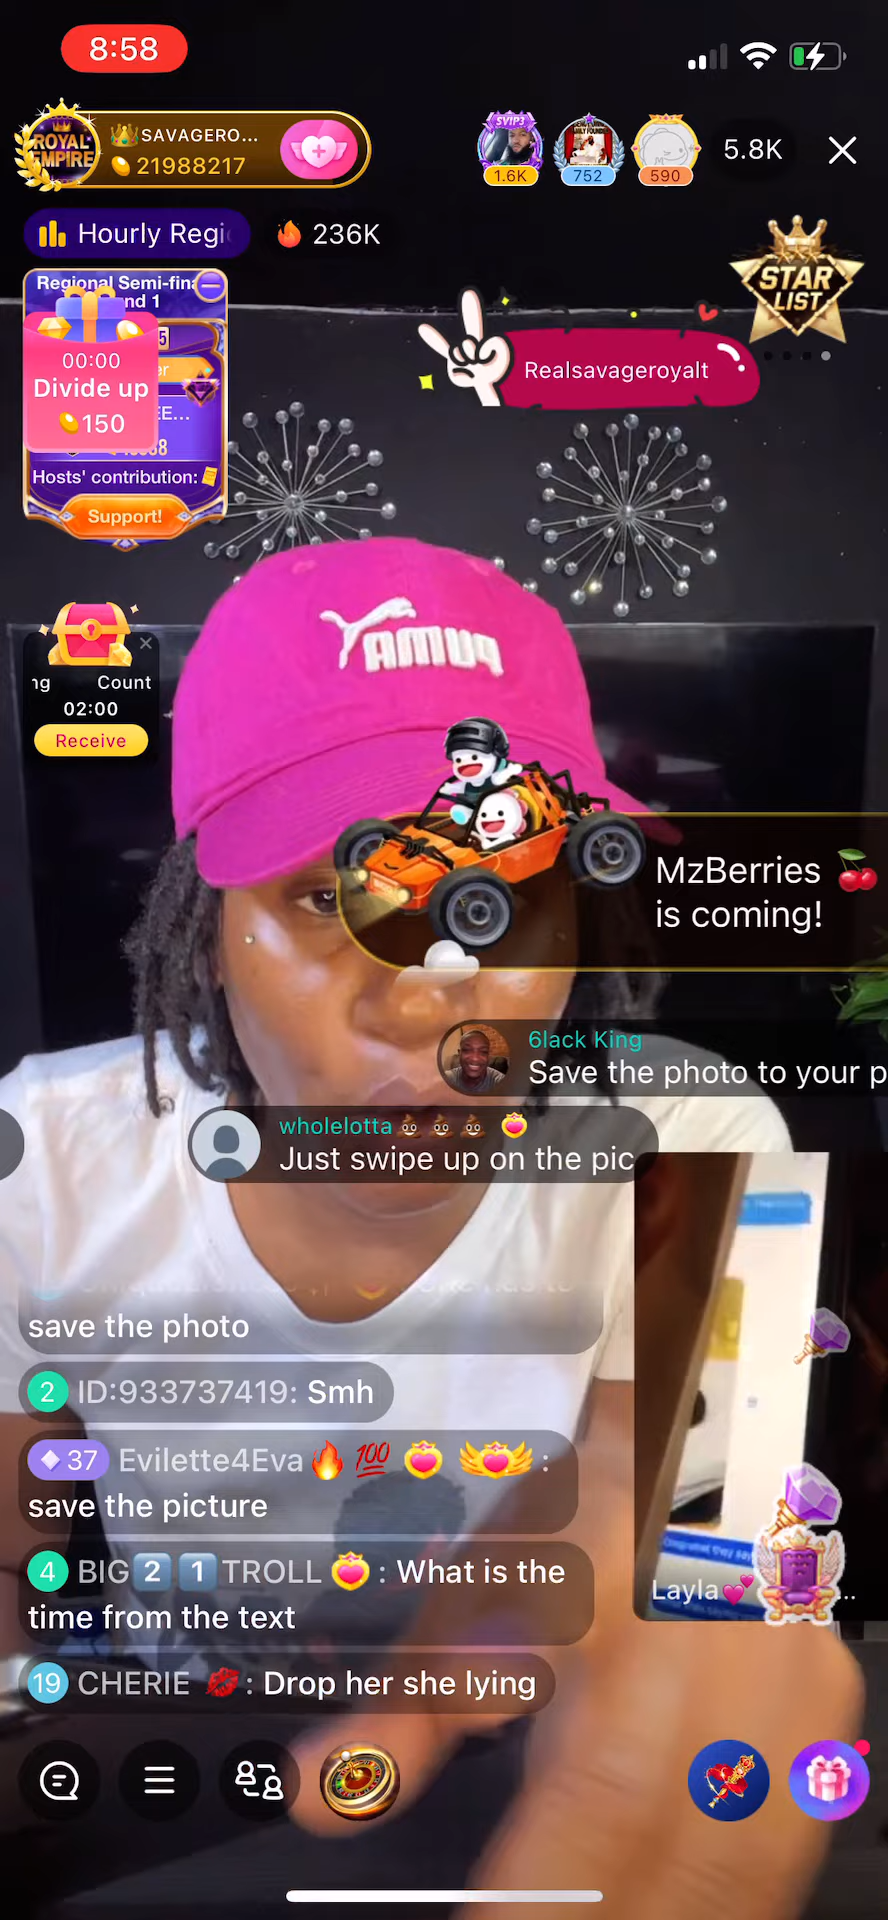 8:58
ROYAL
EMPIRE
SAVAGERO...
21988217
SVIP3
1.6K
752
590
5.8K
Hourly Regi
236K
Regional Semi-fina
nd 1
00:00
Divide up
150
Hosts' contribution:
Support!
STAR
LIST
Realsavageroyalt
PUMA
ng Count
02:00
Receive
MzBerries 🍒
is coming!
6lack King
Save the photo to your p
wholelotta💩 💩 💩
Just swipe up on the pic
save the photo
2 ID:933737419: Smh
37 Evilette4Eva🔥 💯 :
save the picture
4 BIG2️⃣ 1️⃣TROLL : What is the
time from the text
19 CHERIE 💋 : Drop her she lying
Layla💕 ...